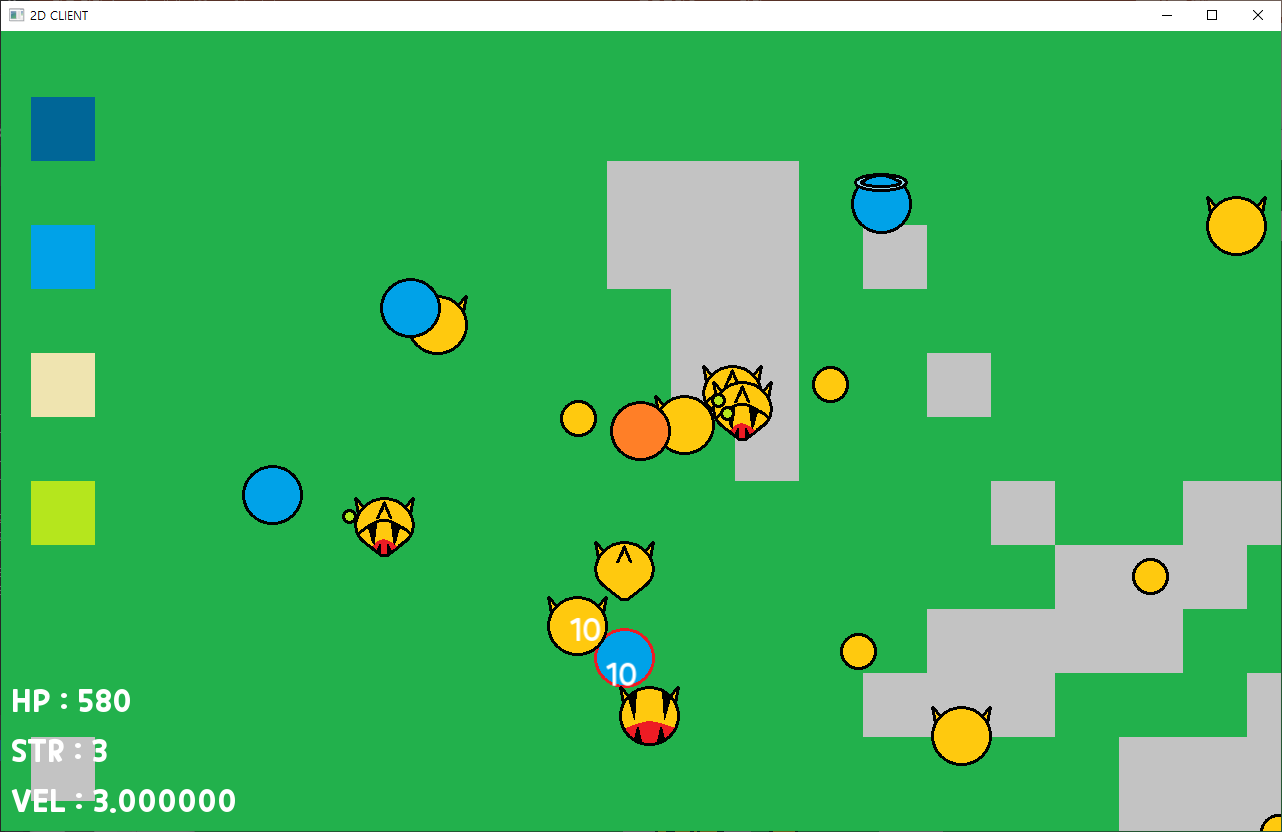 2D CLIENT
10
10
HP : 580
STR : 3
VEL : 3.000000